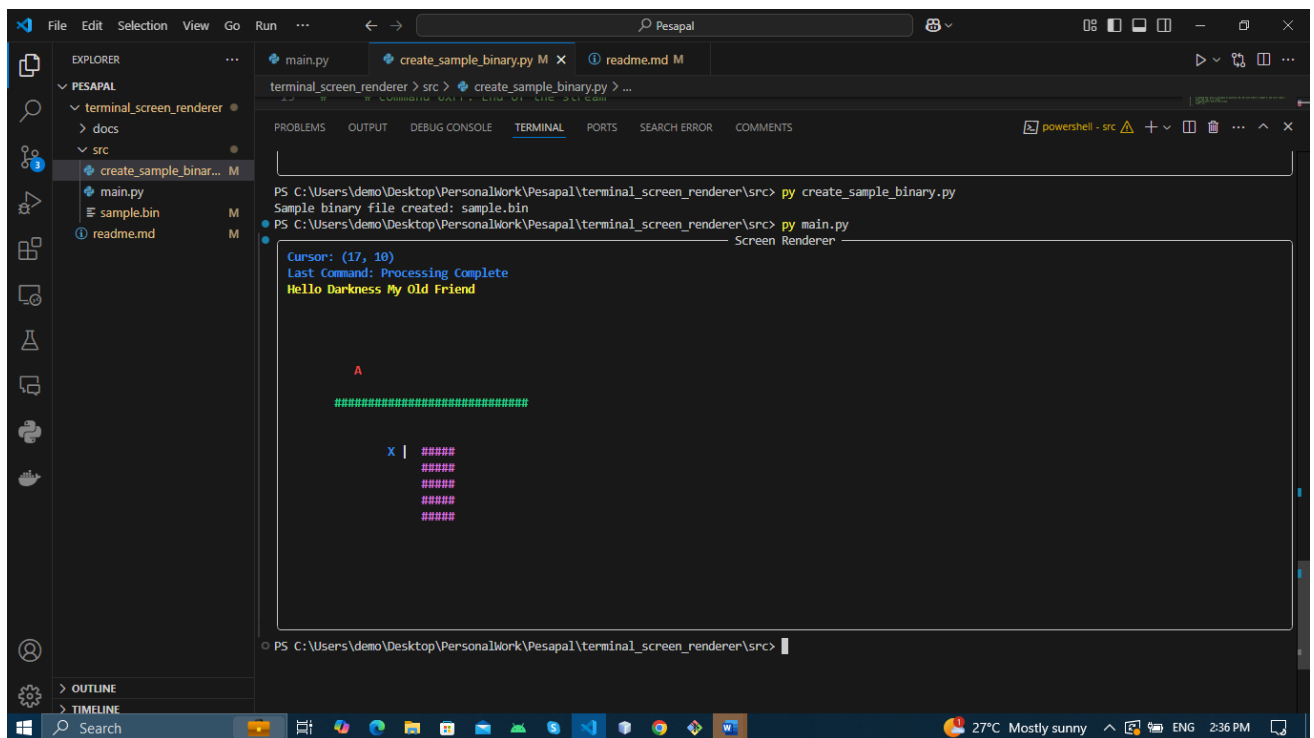 File Edit Selection View Go Run ··· Pesapal
EXPLORER ···
PESAPAL
terminal_screen_renderer
docs
src
create_sample_binar... M
main.py
sample.bin M
readme.md M
OUTLINE
TIMELINE
3
main.py create_sample_binary.py M readme.md M
terminal_screen_renderer > src > create_sample_binary.py > ...
PROBLEMS OUTPUT DEBUG CONSOLE TERMINAL PORTS SEARCH ERROR COMMENTS powershell - src
PS C:\Users\demo\Desktop\PersonalWork\Pesapal\terminal_screen_renderer\src> py create_sample_binary.py
Sample binary file created: sample.bin
PS C:\Users\demo\Desktop\PersonalWork\Pesapal\terminal_screen_renderer\src> py main.py
Screen Renderer
Cursor: (17, 10)
Last Command: Processing Complete
Hello Darkness My Old Friend
A
#############################
X | #####
#####
#####
#####
#####
PS C:\Users\demo\Desktop\PersonalWork\Pesapal\terminal_screen_renderer\src>
Search 1 27°C Mostly sunny ENG 2:36 PM